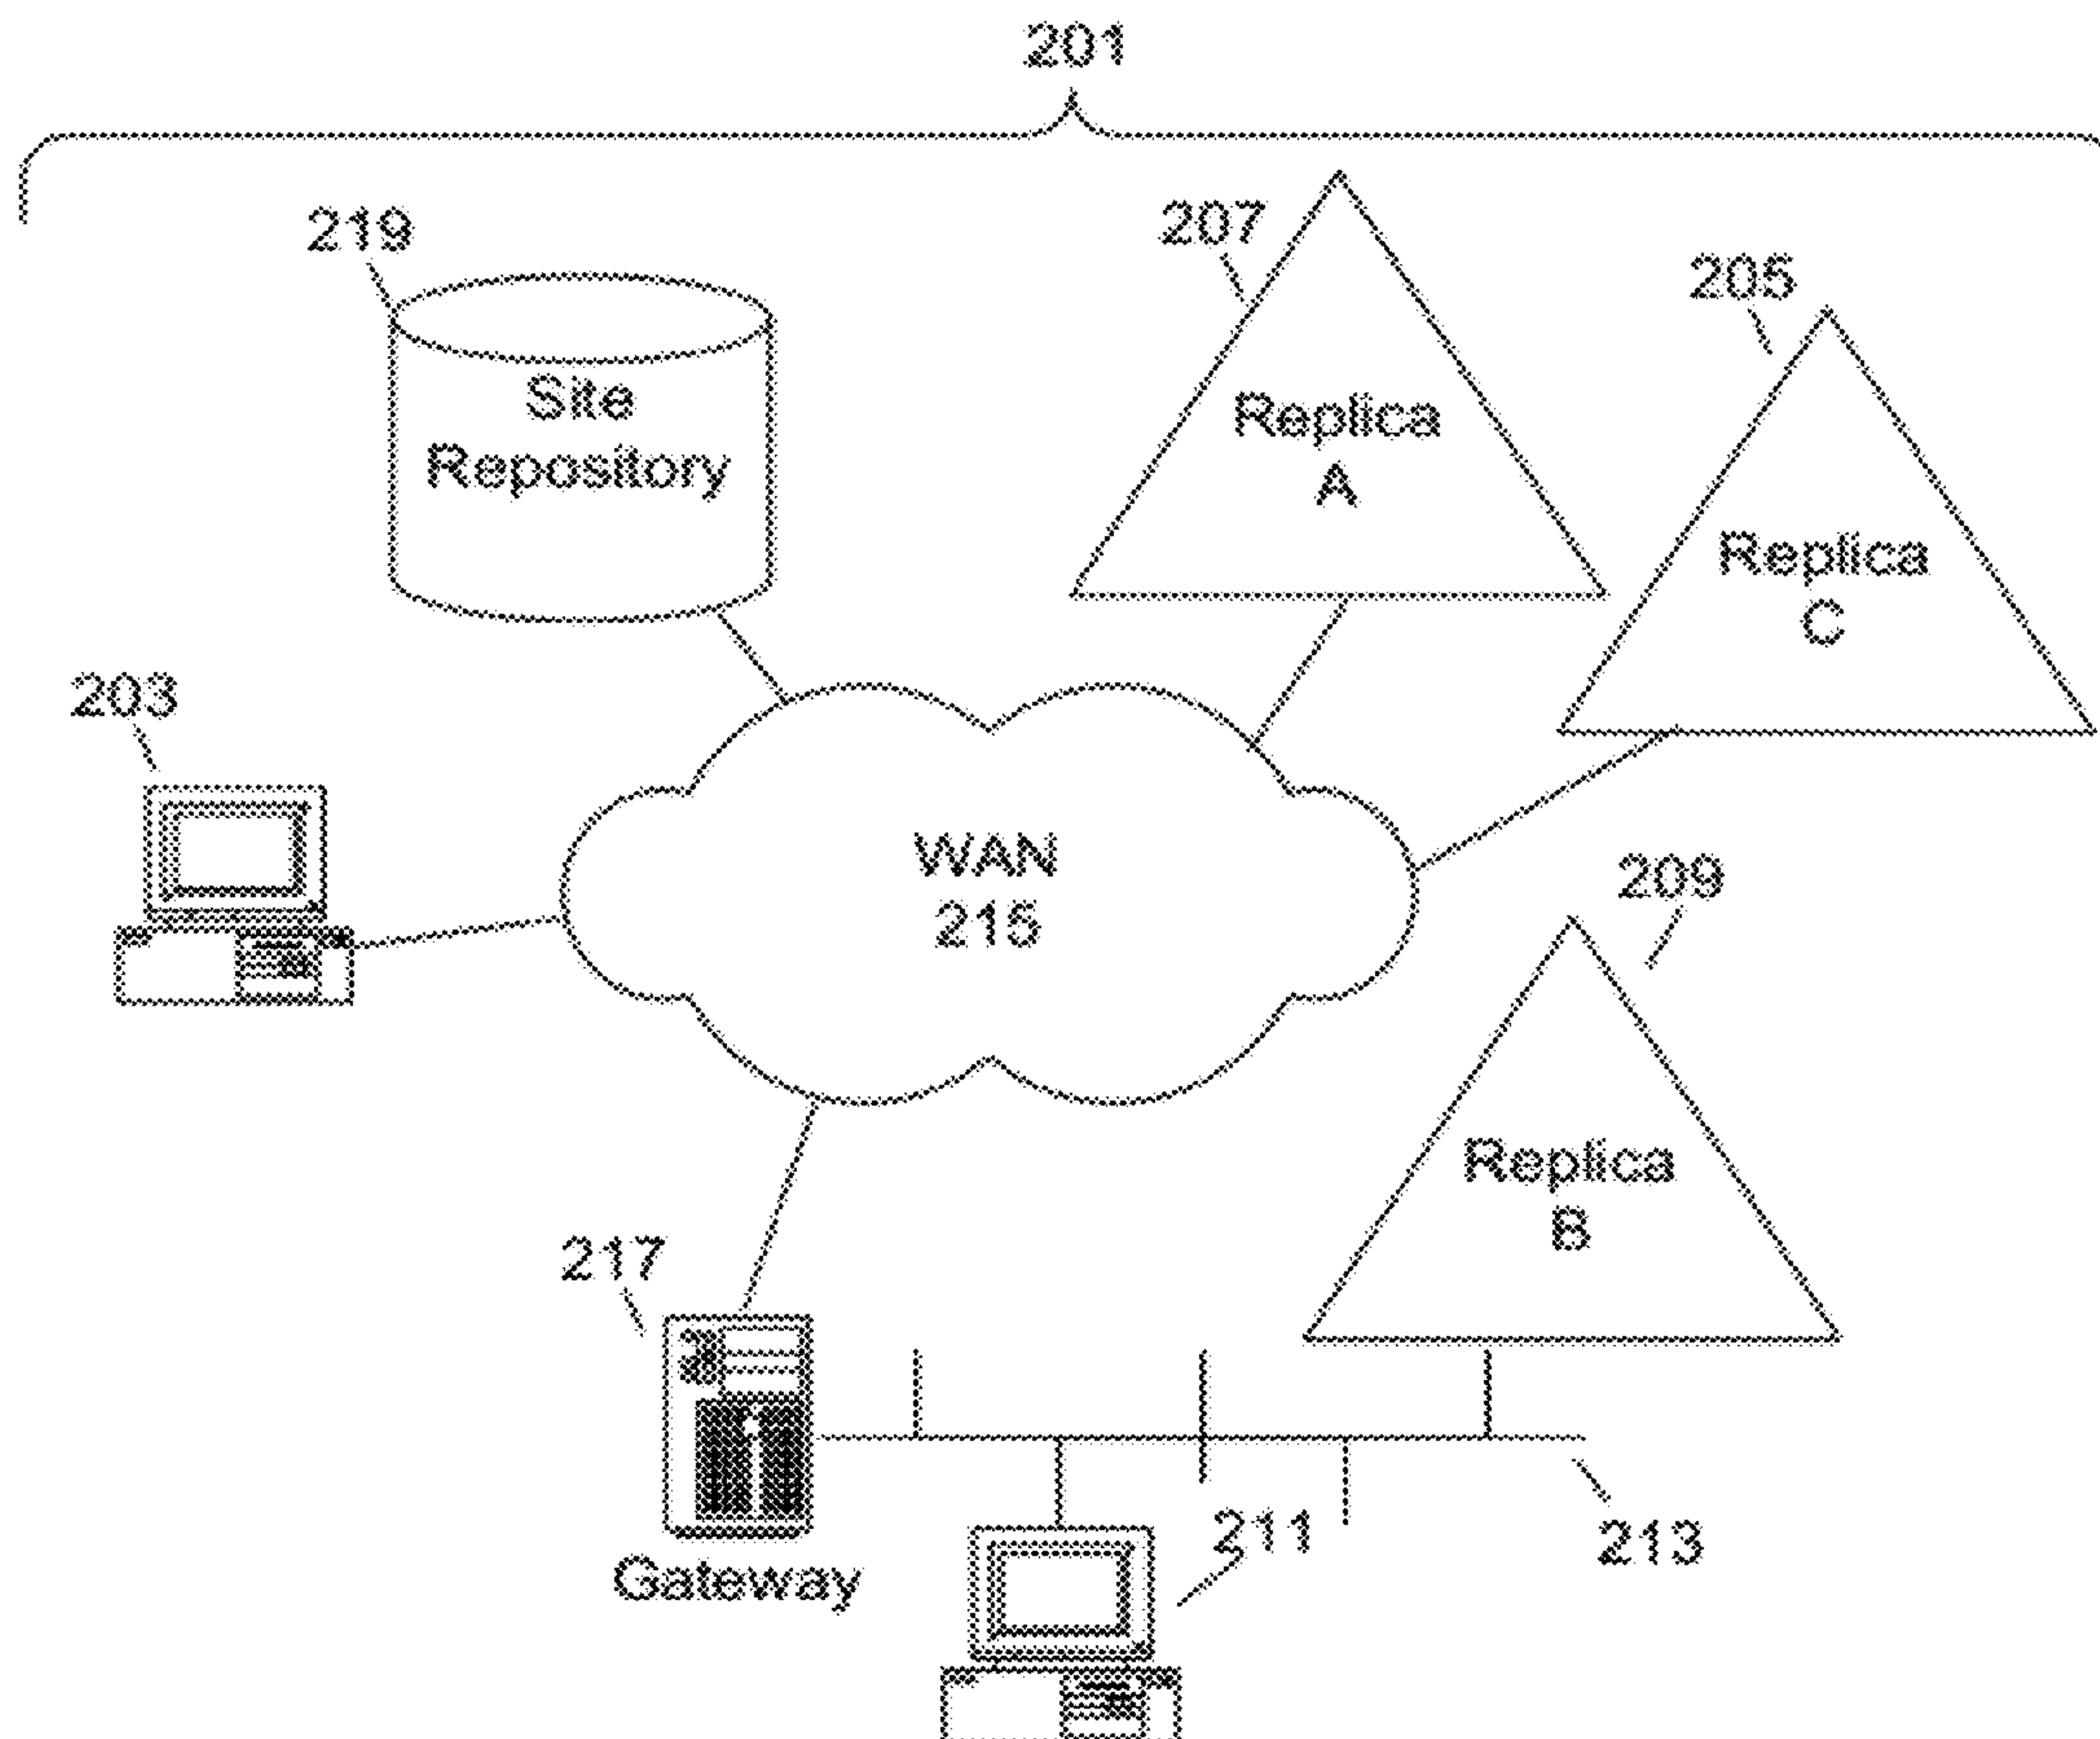 201
219
207
205
Site
Repository
Replica
A
Replica
C
203
WAN
215
209
Replica
B
217
Gateway
211
213